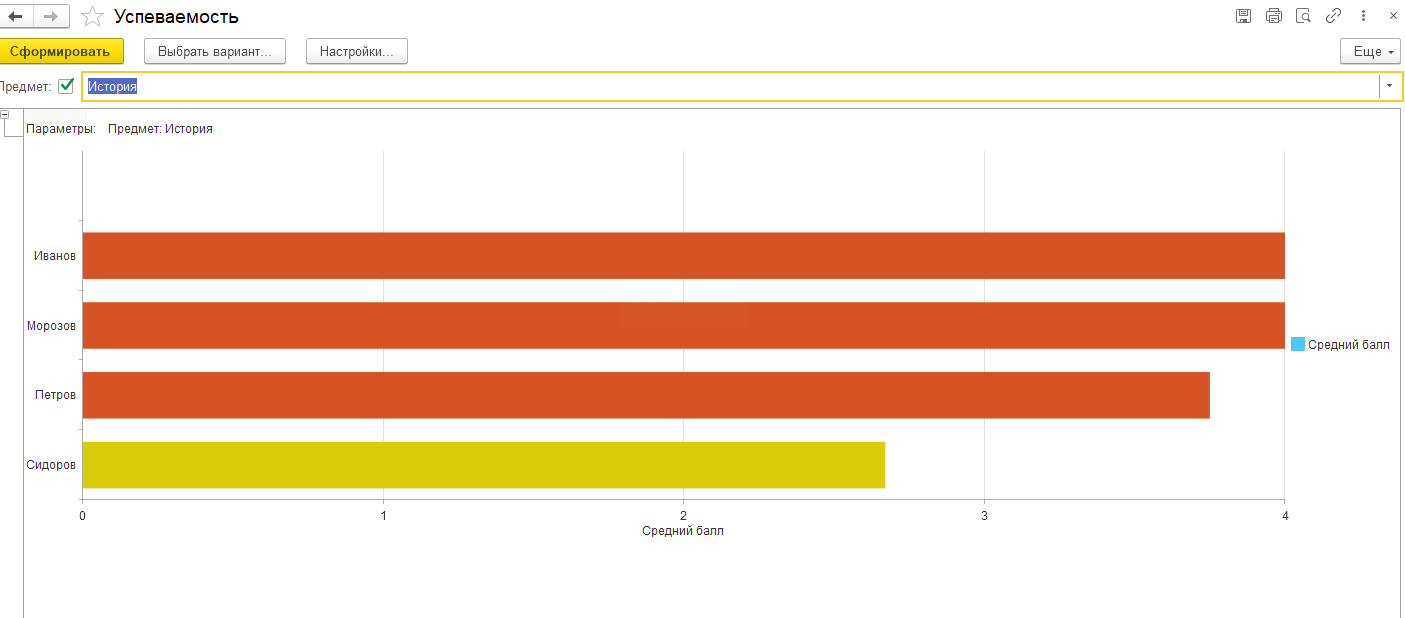 Успеваемость
Сформировать Выбрать вариант... Настройки... Еще
Предмет: История
Параметры: Предмет: История
Иванов
Морозов
Средний балл
Петров
Сидоров
0 1 2 3 4
Средний балл